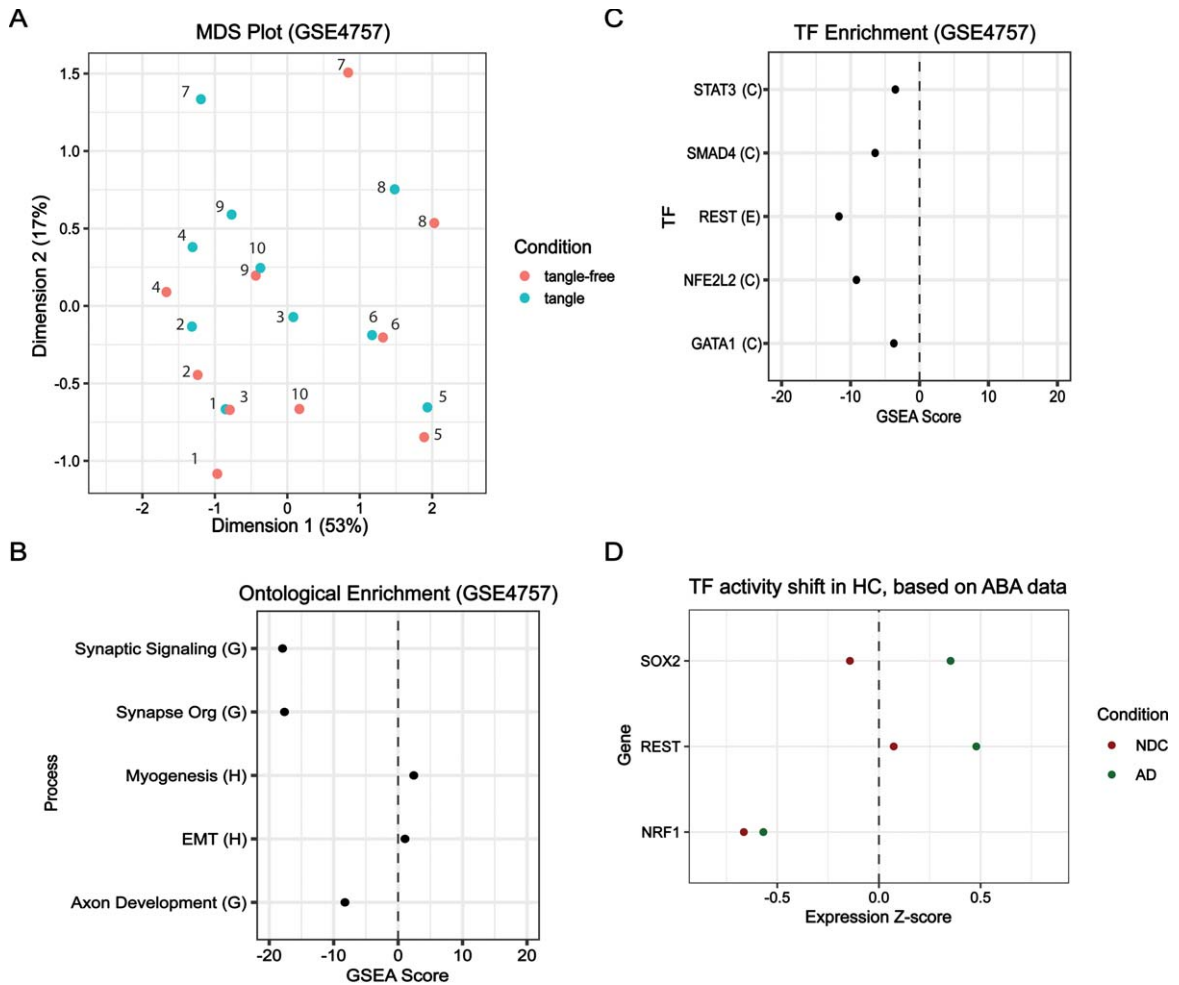 A
MDS Plot (GSE4757)
Dimension 2 (17%)
1.5
1.0
0.5
0.0
-0.5
-1.0
7
7
8
8
9
4
10
9
4
3
6
6
2
2
1
3
10
5
5
1
-2
-1
0
1
2
Dimension 1 (53%)
Condition
tangle-free
tangle
B
Ontological Enrichment (GSE4757)
Process
Synaptic Signaling (G)
Synapse Org (G)
Myogenesis (H)
EMT (H)
Axon Development (G)
-20
-10
0
10
20
GSEA Score
C
TF Enrichment (GSE4757)
TF
STAT3 (C)
SMAD4 (C)
REST (E)
NFE2L2 (C)
GATA1 (C)
-20
-10
0
10
20
GSEA Score
D
TF activity shift in HC, based on ABA data
Gene
SOX2
REST
NRF1
-0.5
0.0
0.5
Expression Z-score
Condition
NDC
AD